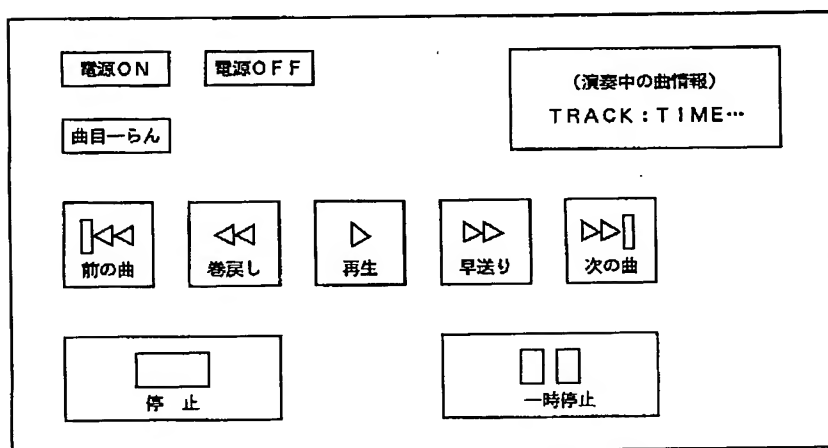 電源ON
電源OFF
(演奏中の曲情報)
TRACK:TIME…
曲目一らん
前の曲
巻戻し
再生
早送り
次の曲
停 止
一時停止